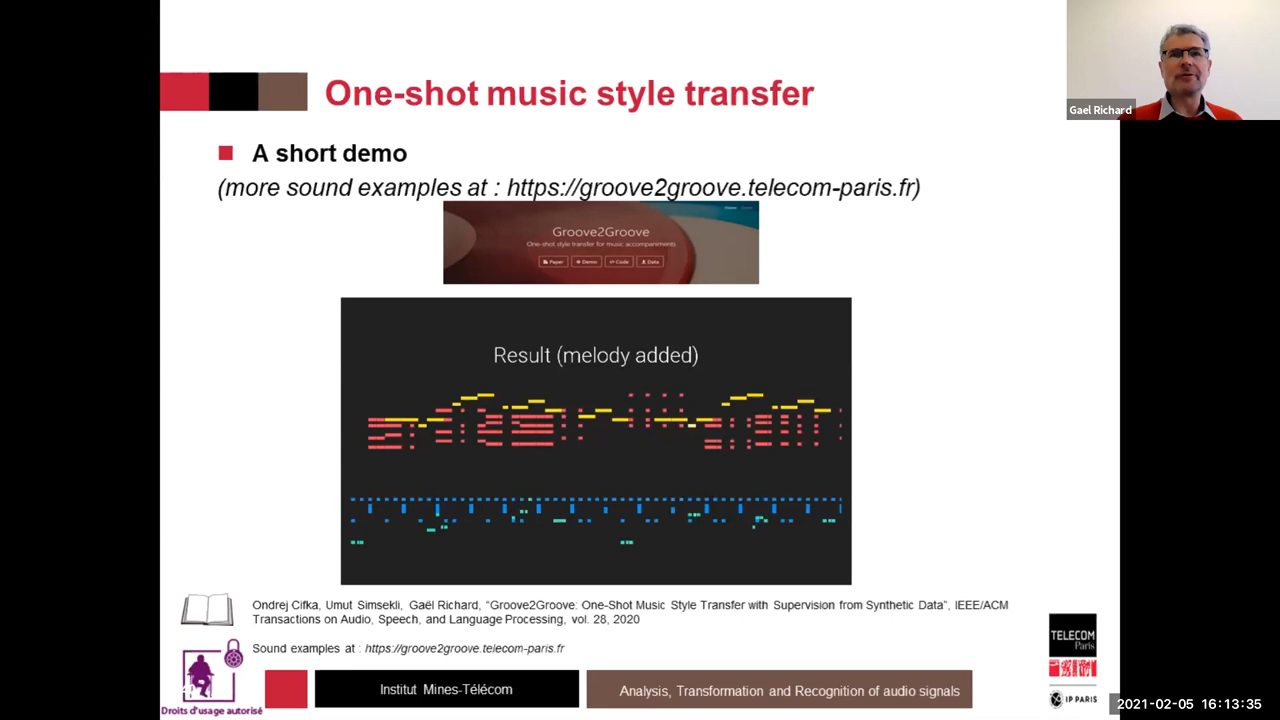 One-shot music style transfer
Gael Richard
A short demo
(more sound examples at : https://groove2groove.telecom-paris.fr)
Groove2Groove
One-shot style transfer for music accompaniments
Paper
Demo
Code
Data
Result (melody added)
Ondrej Cifka, Umut Simsekli, Gaël Richard, “Groove2Groove: One-Shot Music Style Transfer with Supervision from Synthetic Data”, IEEE/ACM
Transactions on Audio, Speech, and Language Processing, vol. 28, 2020
Sound examples at : https://groove2groove.telecom-paris.fr
Droits d'usage autorisé
Institut Mines-Télécom
Analysis, Transformation and Recognition of audio signals
TELECOM
Paris
IP PARIS
2021-02-05 16:13:35